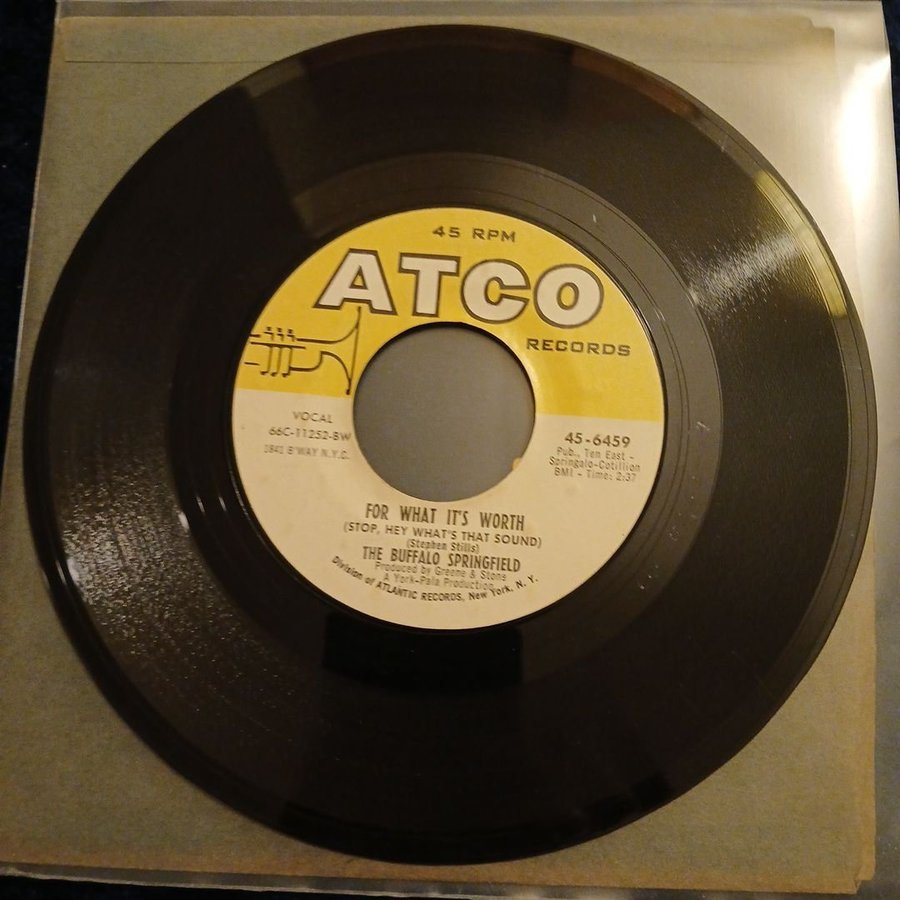 45 RPM
ATCO
RECORDS
VOCAL
66C-11252-BW
1841 B'WAY N.Y.C.
45-6459
Pub., Ten East -
Springalo-Cotillion
BMI - Time: 2:37
FOR WHAT IT'S WORTH
(STOP, HEY WHAT'S THAT SOUND)
(Stephen Stills)
THE BUFFALO SPRINGFIELD
Produced by Greene & Stone
A York-Pala Production
Division of ATLANTIC RECORDS, New York, N. Y.